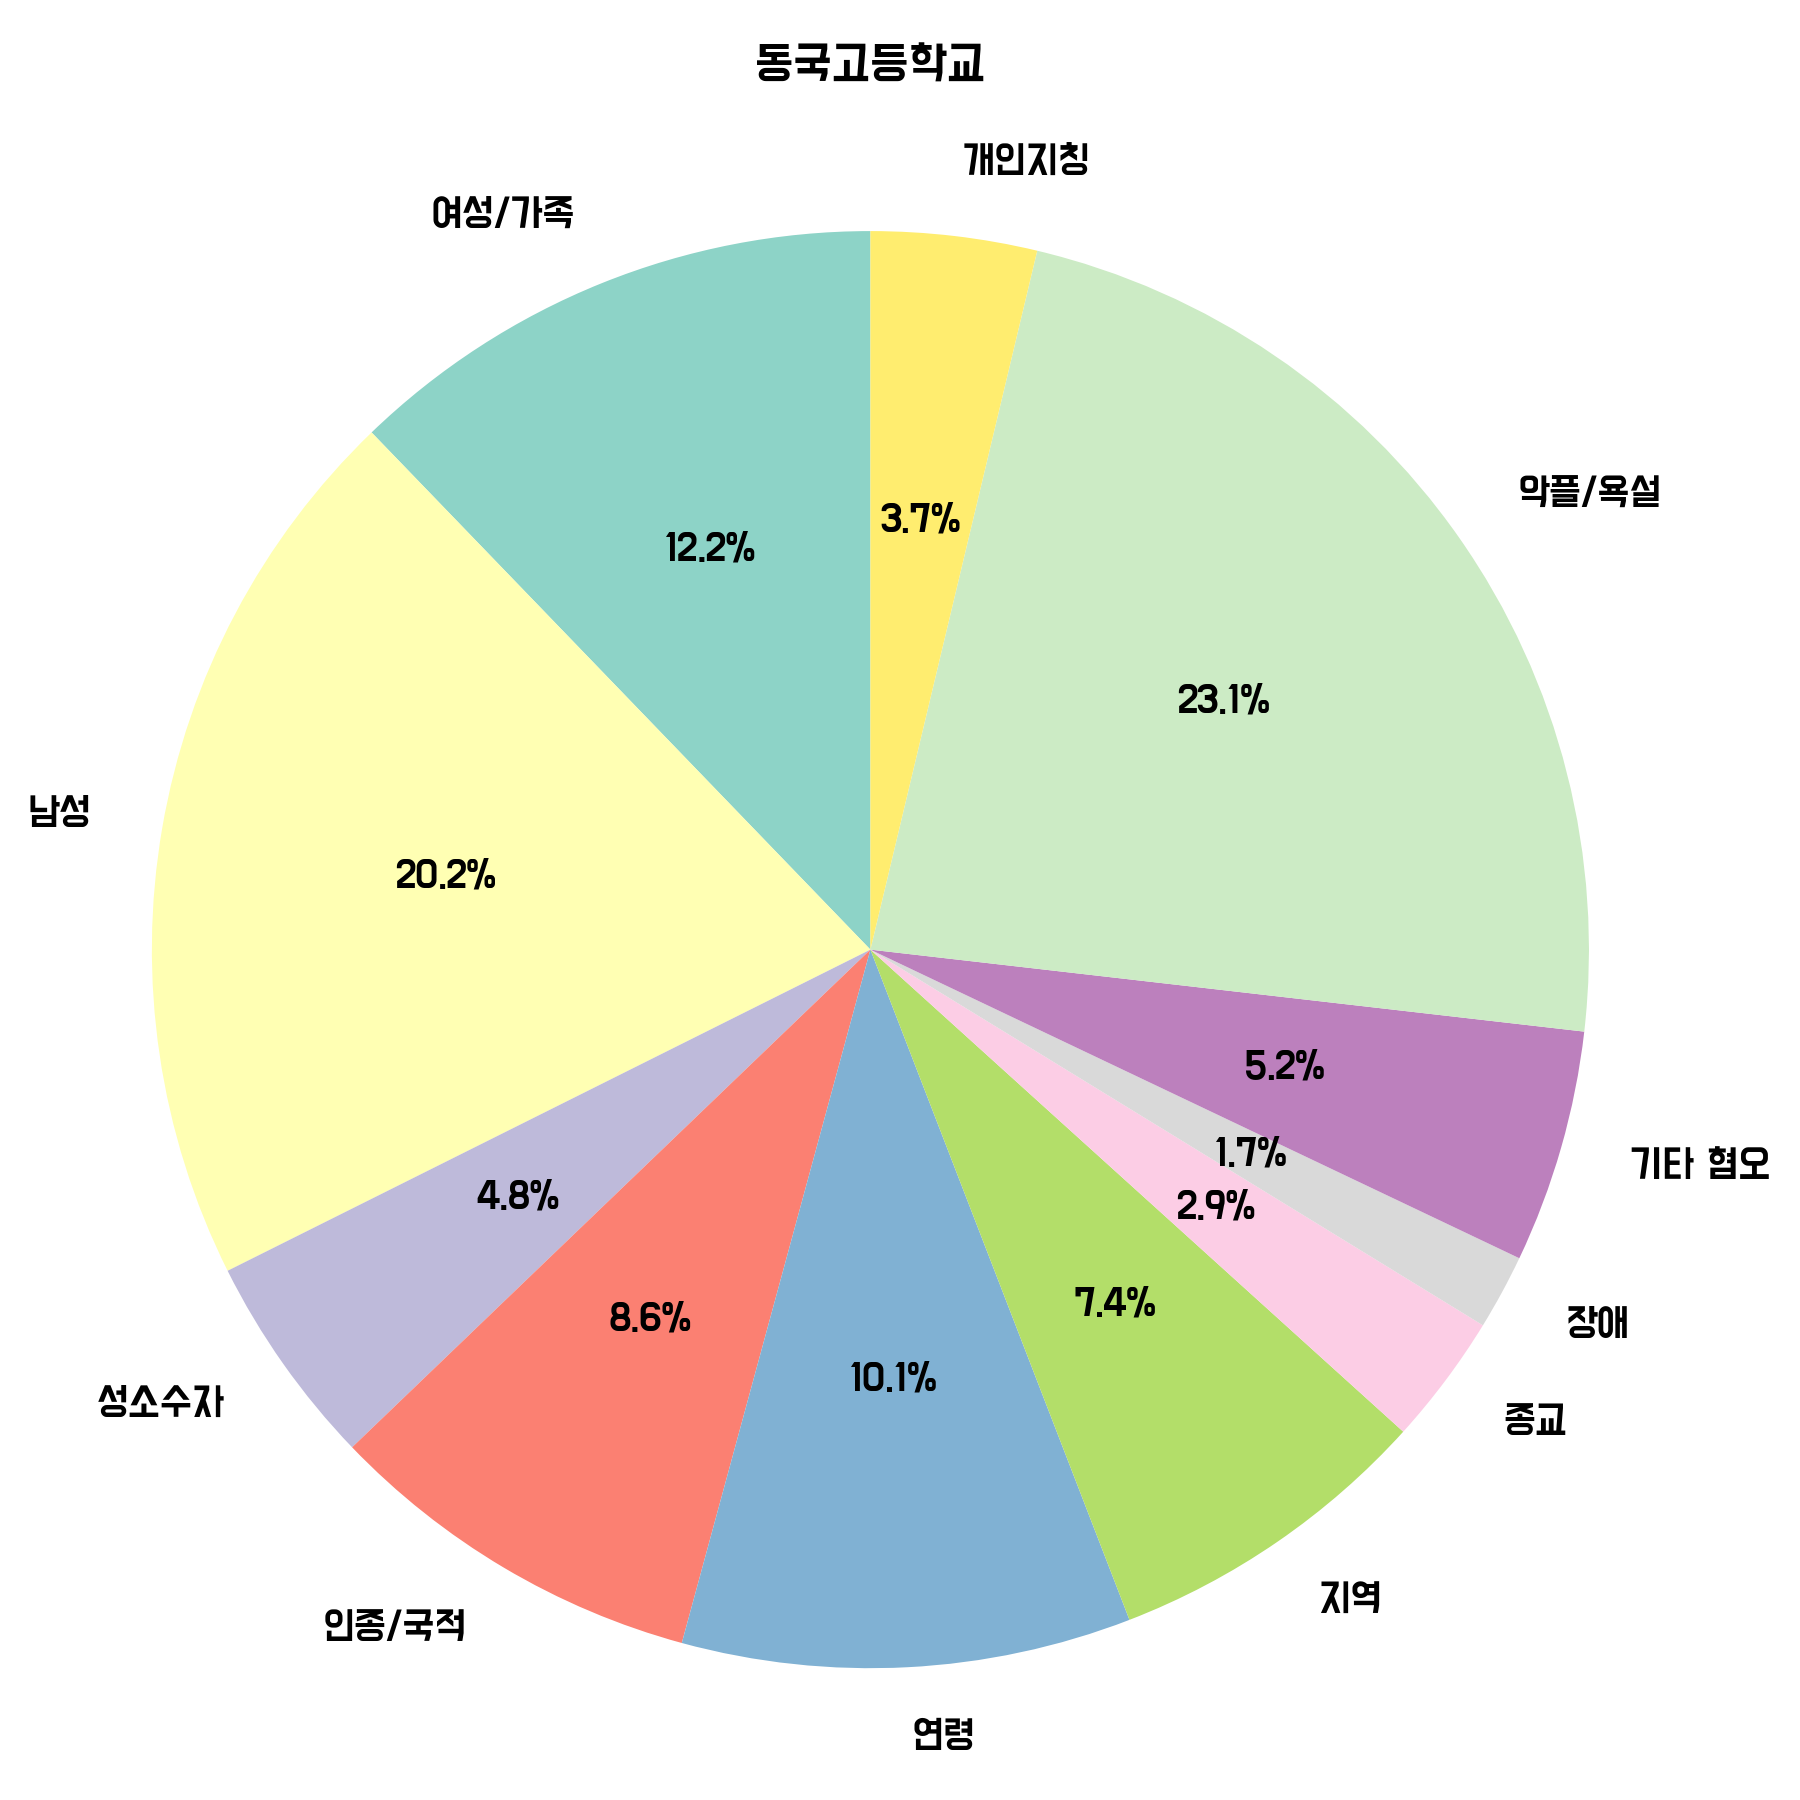 동국고등학교
개인지칭
여성/가족
악플/욕설
3.7%
12.2%
23.1%
남성
20.2%
5.2%
1.7%
기타 혐오
4.8%
2.9%
7.4%
8.6%
장애
10.1%
성소수자
종교
지역
인종/국적
연령